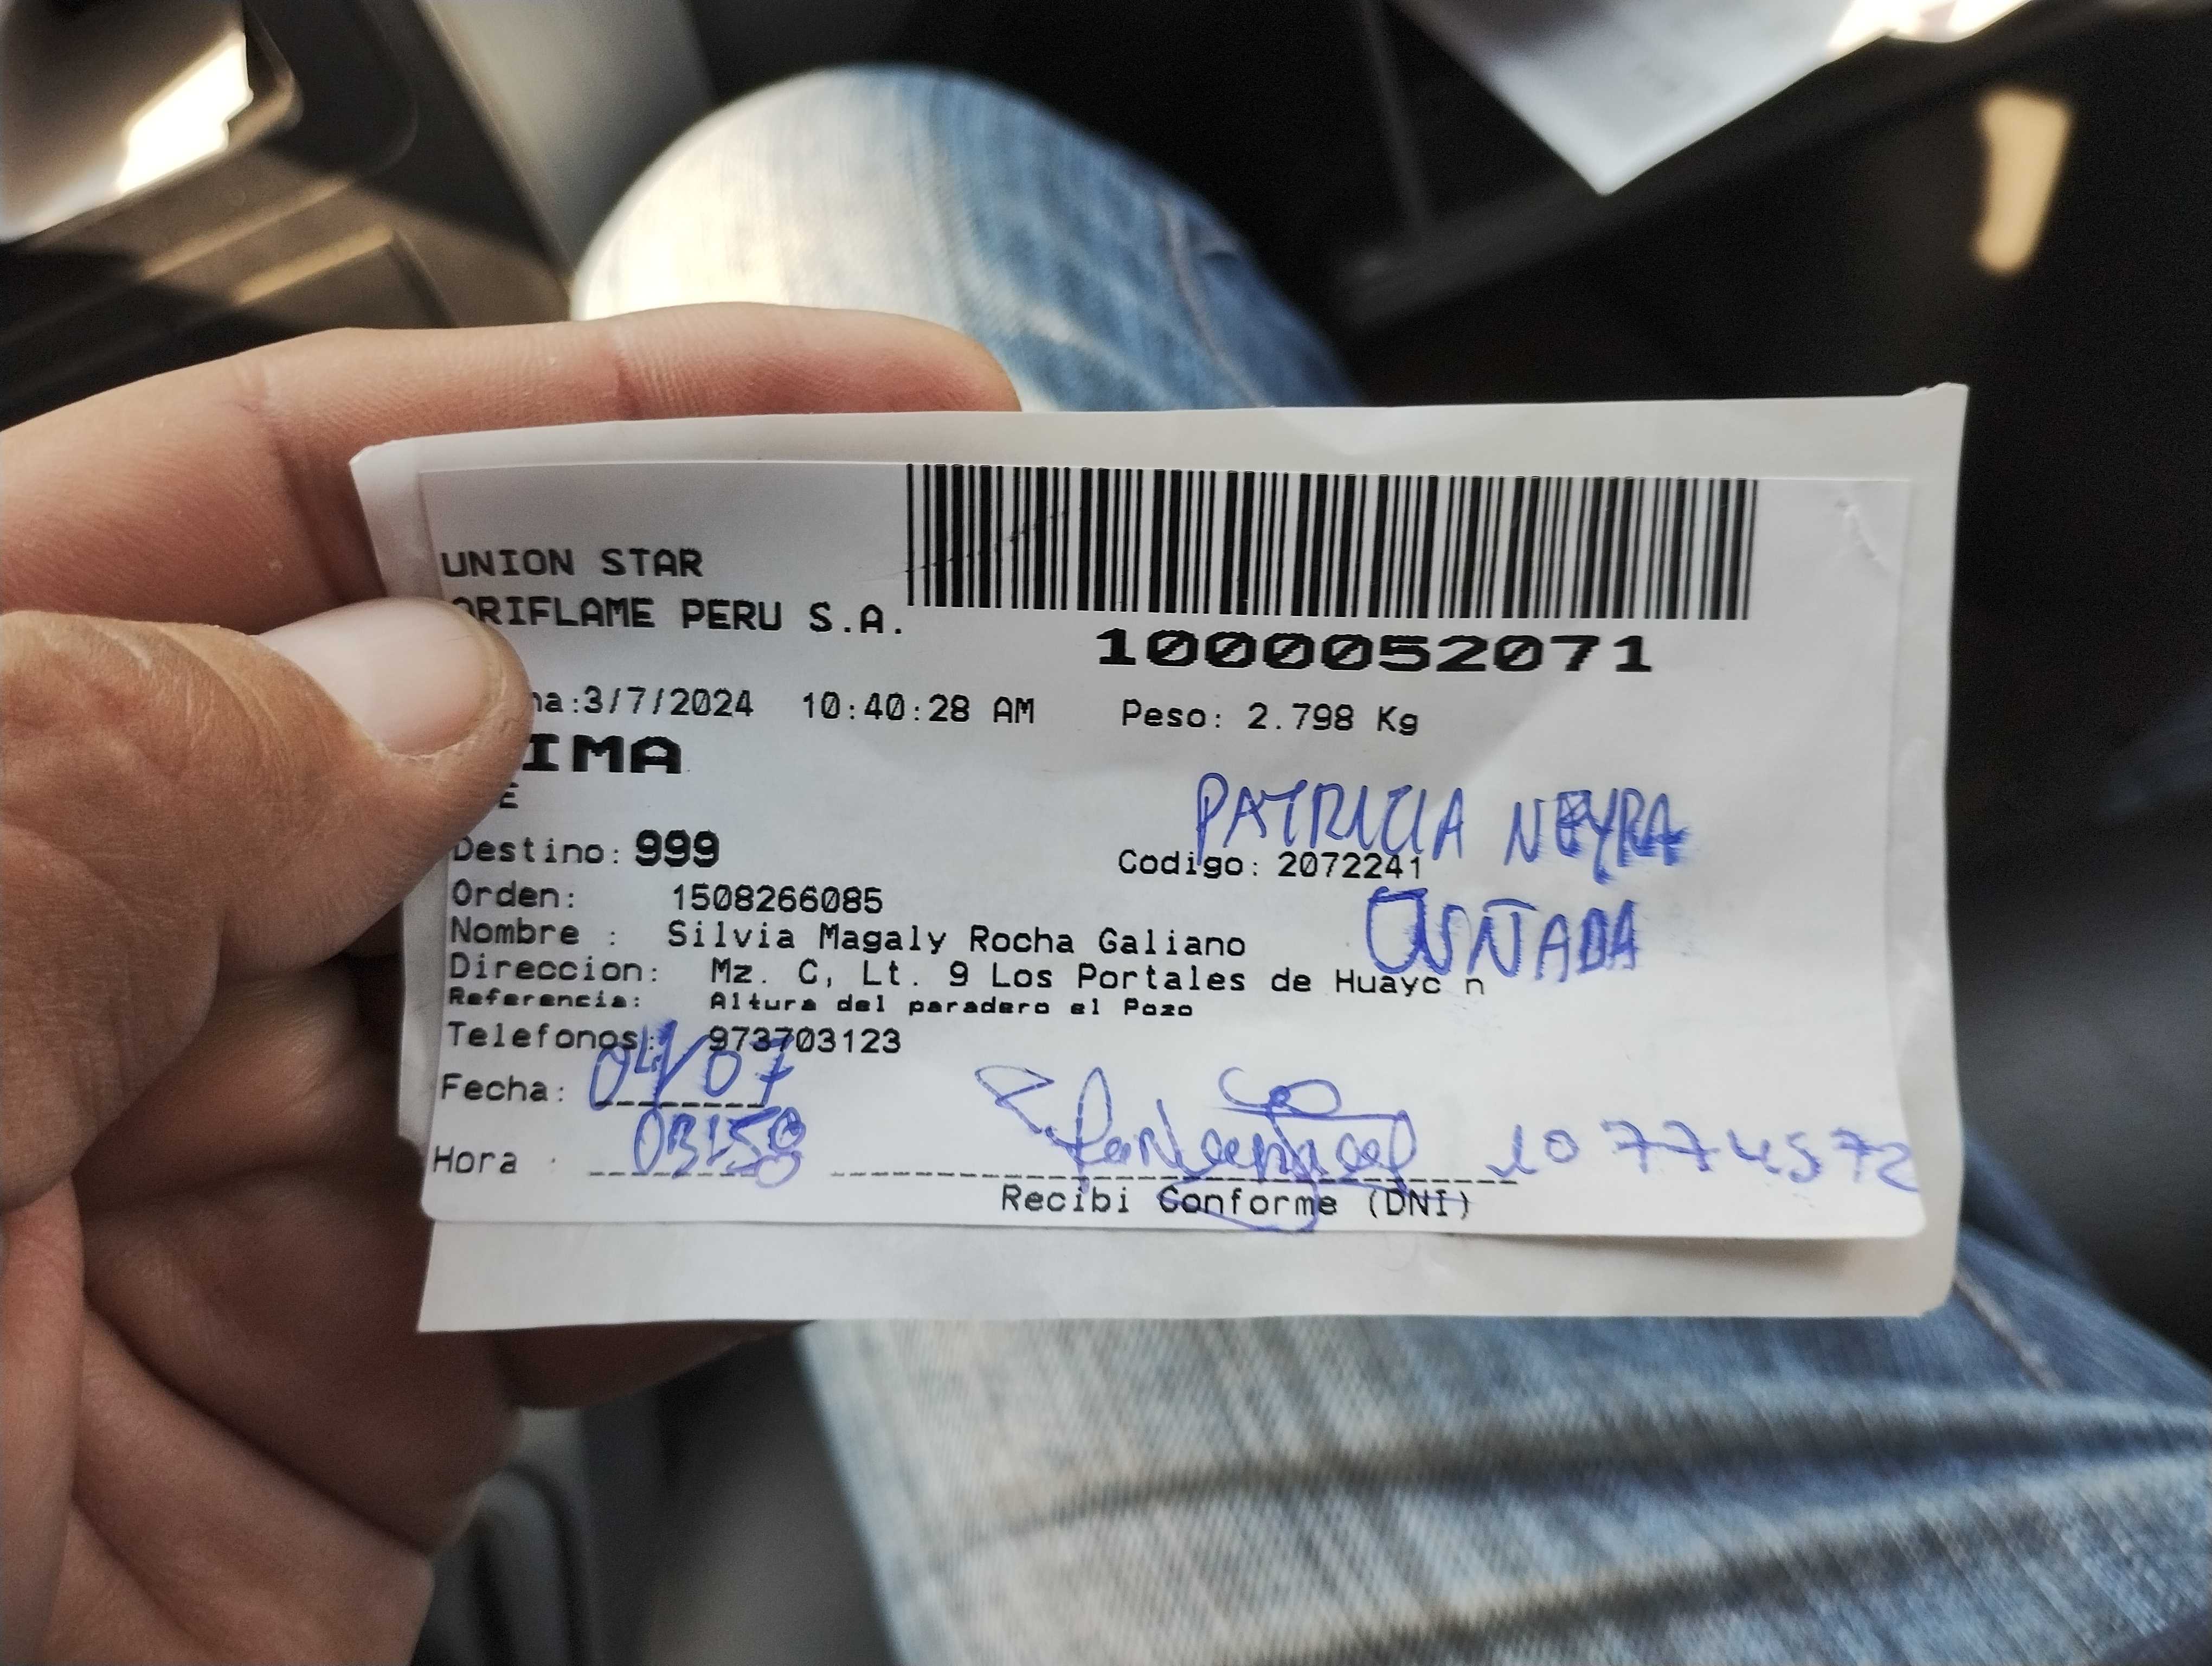 UNION STAR
ORIFLAME PERU S.A.
1000052071
ha:3/7/2024 10:40:28 AM Peso: 2.798 Kg
IMA
E
PATRICIA NEYRA
Destino: 999 Codigo: 2072241
Orden: 1508266085
CUÑADA
Nombre : Silvia Magaly Rocha Galiano
Direccion: Mz. C, Lt. 9 Los Portales de Huayc n
Referencia: Altura del paradero el Pozo
Telefonos: 973703123
Fecha: 04/07
Hora : 10774572
Recibi Conforme (DNI)